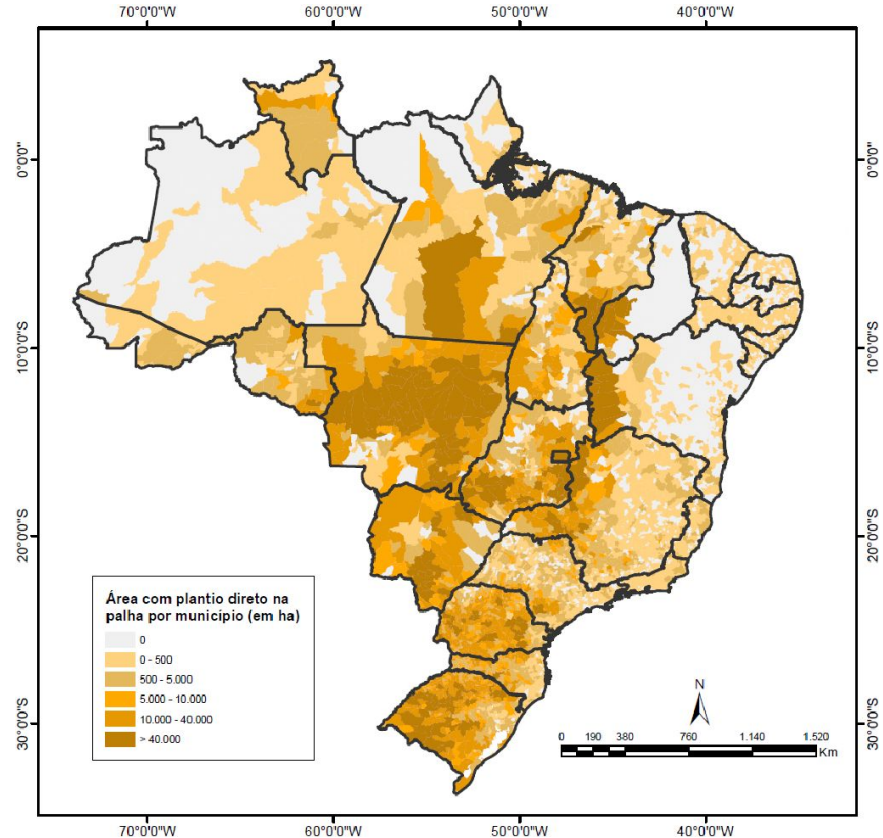 70°0'0"W 60°0'0"W 50°0'0"W 40°0'0"W
0°0'0" 0°0'0"
10°0'0"S 10°0'0"S
20°0'0"S 20°0'0"S
30°0'0"S 30°0'0"S
Área com plantio direto na
palha por município (em ha)
0
0 - 500
500 - 5.000
5.000 - 10.000
10.000 - 40.000
> 40.000
N
0 190 380 760 1.140 1.520
Km
70°0'0"W 60°0'0"W 50°0'0"W 40°0'0"W